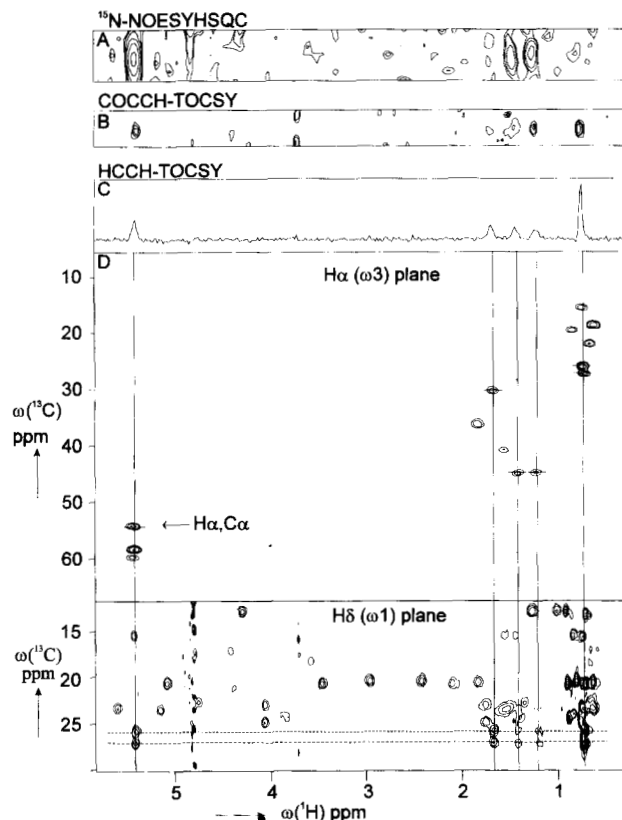 ¹⁵N-NOESYHSQC
A
COCCH-TOCSY
B
HCCH-TOCSY
C
D
Hα (ω3) plane
10
20
30
ω(¹³C)
ppm
40
50
Hα,Cα
60
Hδ (ω1) plane
15
ω(¹³C)
ppm
20
25
5 4 3 2 1
ω(¹H) ppm